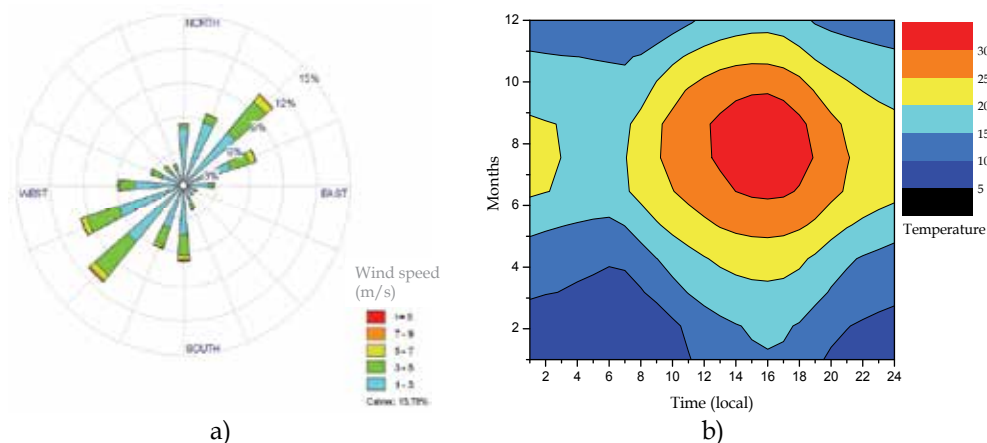 NORTH
15%
12%
3%
WEST
EAST
SOUTH
Wind speed
(m/s)
7 - 9
5 - 7
3 - 5
1 - 3
a)
12
10
8
6
4
2
Months
2 4 6 8 10 12 14 16 18 20 22 24
Time (local)
30
25
20
15
10
5
Temperature
b)